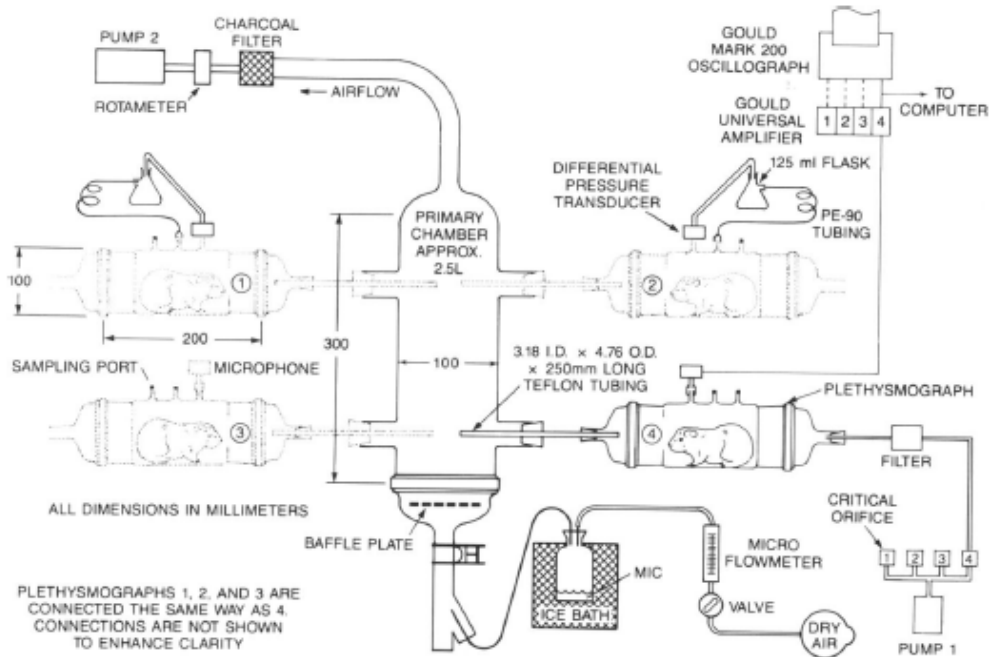 PUMP 2
CHARCOAL
FILTER
ROTAMETER
AIRFLOW
GOULD
MARK 200
OSCILLOGRAPH
TO
COMPUTER
GOULD
UNIVERSAL
AMPLIFIER
1 2 3 4
DIFFERENTIAL
PRESSURE
TRANSDUCER
125 ml FLASK
PE-90
TUBING
PRIMARY
CHAMBER
APPROX.
2.5L
100
1
2
200
300
100
SAMPLING PORT
MICROPHONE
3.18 I.D. × 4.76 O.D.
× 250mm LONG
TEFLON TUBING
PLETHYSMOGRAPH
3
4
FILTER
ALL DIMENSIONS IN MILLIMETERS
BAFFLE PLATE
CRITICAL
ORIFICE
1 2 3 4
MICRO
FLOWMETER
MIC
ICE BATH
VALVE
DRY
AIR
PUMP 1
PLETHYSMOGRAPHS 1, 2, AND 3 ARE
CONNECTED THE SAME WAY AS 4.
CONNECTIONS ARE NOT SHOWN
TO ENHANCE CLARITY